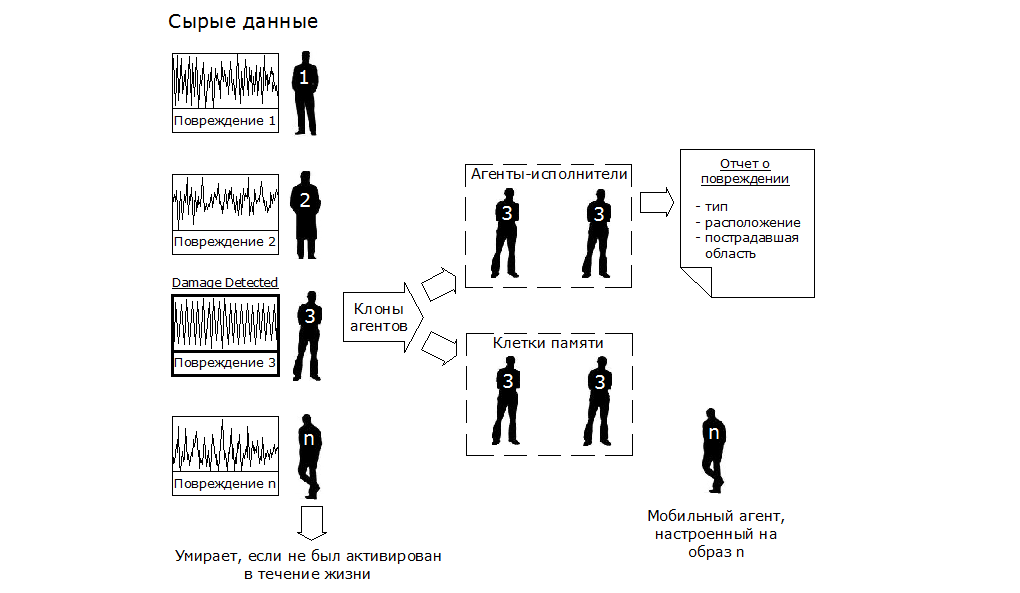 Сырые данные
1
Повреждение 1
2
Повреждение 2
Damage Detected
3
Повреждение 3
n
Повреждение n
Умирает, если не был активирован
в течение жизни
Клоны
агентов
Агенты-исполнители
3
3
Клетки памяти
3
3
Отчет о
повреждении
- тип
- расположение
- пострадавшая
область
n
Мобильный агент,
настроенный на
образ n